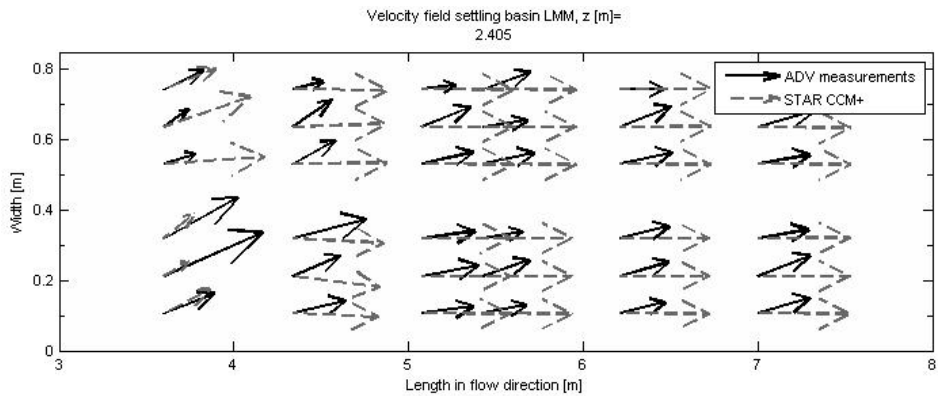 Velocity field settling basin LMM, z [m]=
2.405
0.8
0.6
0.4
0.2
0
Width [m]
3 4 5 6 7 8
Length in flow direction [m]
ADV measurements
STAR CCM+